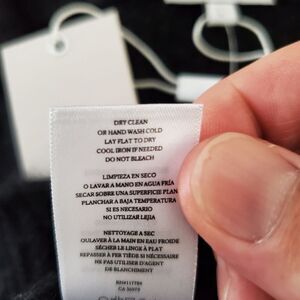 DRY CLEAN
OR HAND WASH COLD
LAY FLAT TO DRY
COOL IRON IF NEEDED
DO NOT BLEACH
LIMPIEZA EN SECO
O LAVAR A MANO EN AGUA FRÍA
SECAR SOBRE UNA SUPERFICIE PLAN
PLANCHAR A BAJA TEMPERATURA
SI ES NECESARIO
NO UTILIZAR LEJIA
NETTOYAGE A SEC
OULAVER À LA MAIN EN EAU FROIDE
SÉCHER LE LINGE À PLAT
REPASSER À FER TIÈDE SI NÉCESSAIRE
NE PAS UTILISER D'AGENT
DE BLANCHIMENT